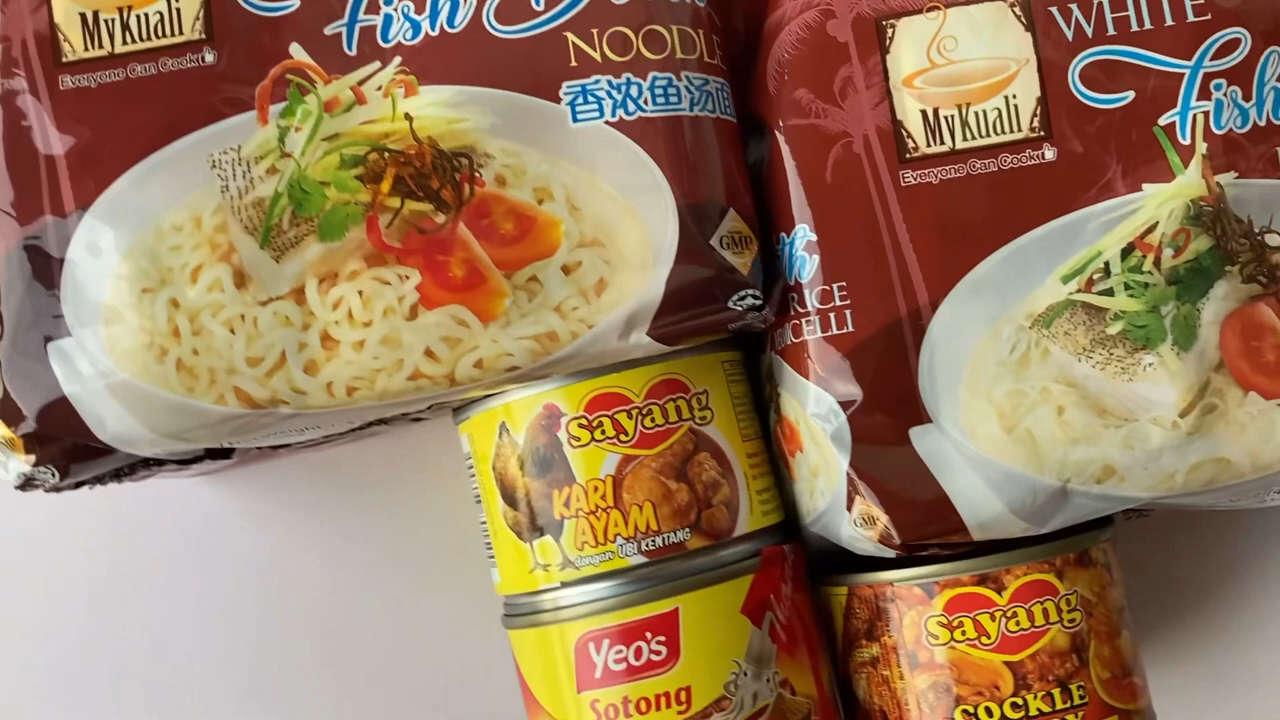 MyKuali
Everyone Can Cook
Fish
NOODLE
香浓鱼汤面
GMP
MyKuali
Everyone Can Cook
WHITE
Fish
RICE
GMP
Sayang
KARI
AYAM
dengan UBI KENTANG
Yeo's
Sotong
Sayang
COCKLE